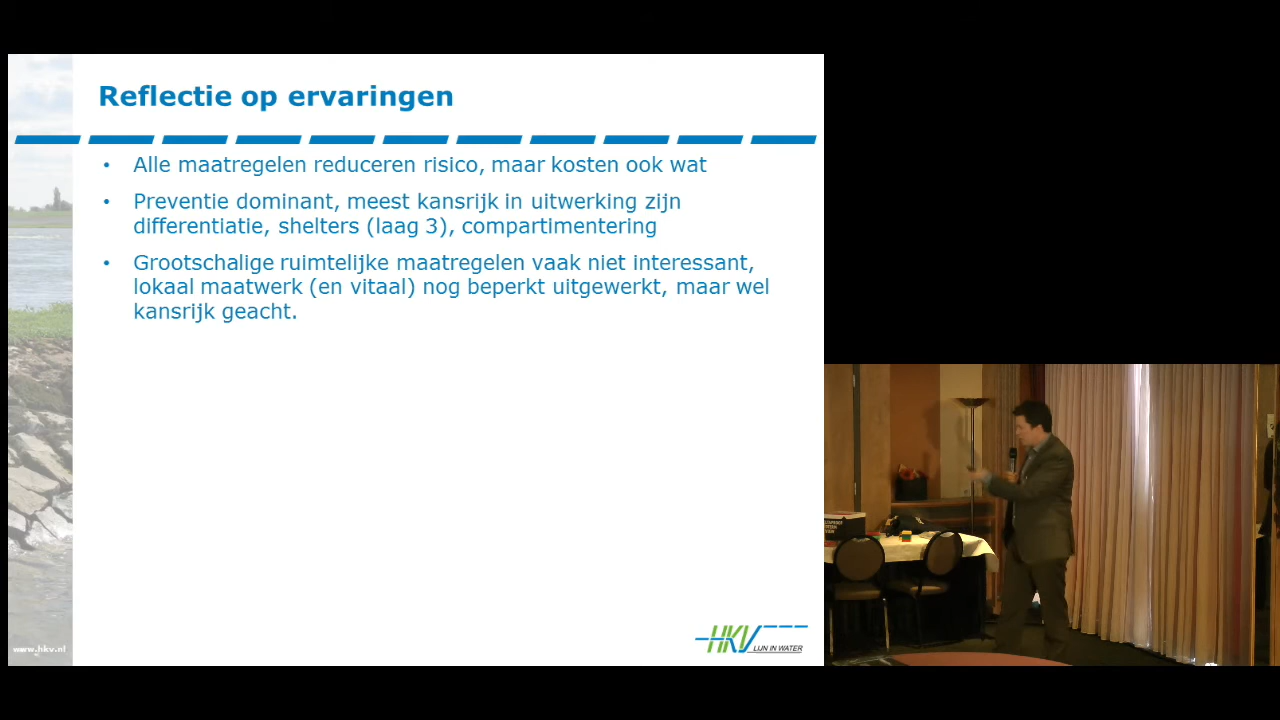 Reflectie op ervaringen
• Alle maatregelen reduceren risico, maar kosten ook wat
• Preventie dominant, meest kansrijk in uitwerking zijn
differentiatie, shelters (laag 3), compartimentering
• Grootschalige ruimtelijke maatregelen vaak niet interessant,
lokaal maatwerk (en vitaal) nog beperkt uitgewerkt, maar wel
kansrijk geacht.
www.hkv.nl
HKV
LIJN IN WATER